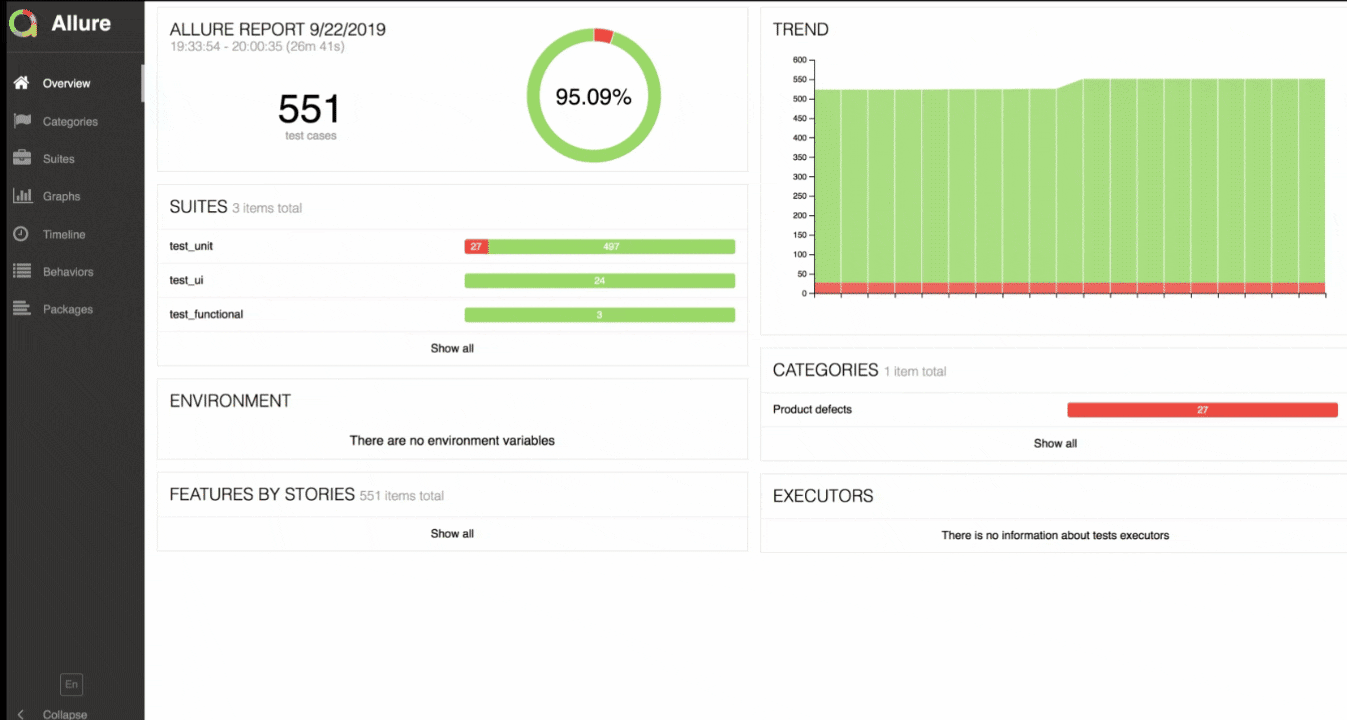 Allure
Overview
Categories
Suites
Graphs
Timeline
Behaviors
Packages
En
Collapse
ALLURE REPORT 9/22/2019
19:33:54 - 20:00:35 (26m 41s)
551
test cases
95.09%
SUITES 3 items total
test_unit 27 497
test_ui 24
test_functional 3
Show all
ENVIRONMENT
There are no environment variables
FEATURES BY STORIES 551 items total
Show all
TREND
600
550
500
450
400
350
300
250
200
150
100
50
0
CATEGORIES 1 item total
Product defects 27
Show all
EXECUTORS
There is no information about tests executors